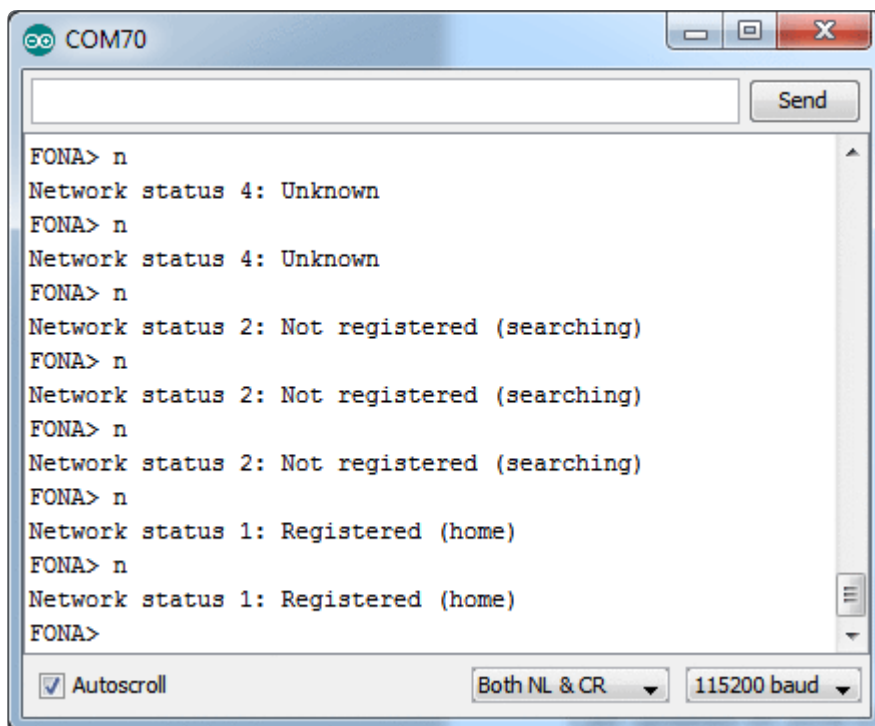 COM70
Send
FONA> n
Network status 4: Unknown
FONA> n
Network status 4: Unknown
FONA> n
Network status 2: Not registered (searching)
FONA> n
Network status 2: Not registered (searching)
FONA> n
Network status 2: Not registered (searching)
FONA> n
Network status 1: Registered (home)
FONA> n
Network status 1: Registered (home)
FONA>
Autoscroll Both NL & CR 115200 baud